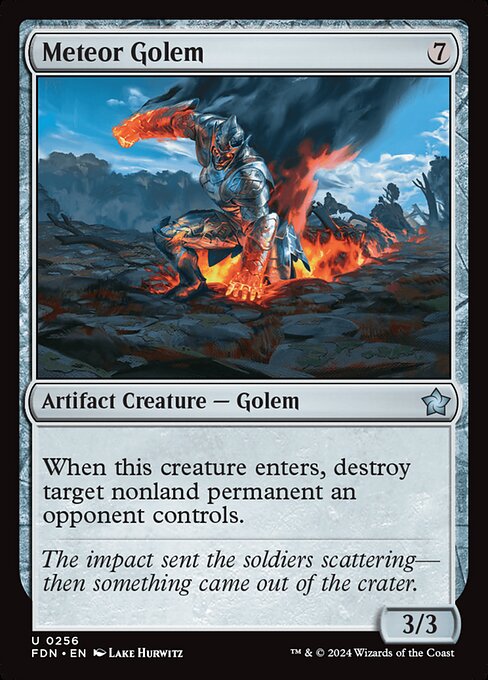 Meteor Golem 7
Artifact Creature — Golem
When this creature enters, destroy
target nonland permanent an
opponent controls.
The impact sent the soldiers scattering—
then something came out of the crater.
3/3
U 0256
FDN • EN Lake Hurwitz
™ & © 2024 Wizards of the Coast